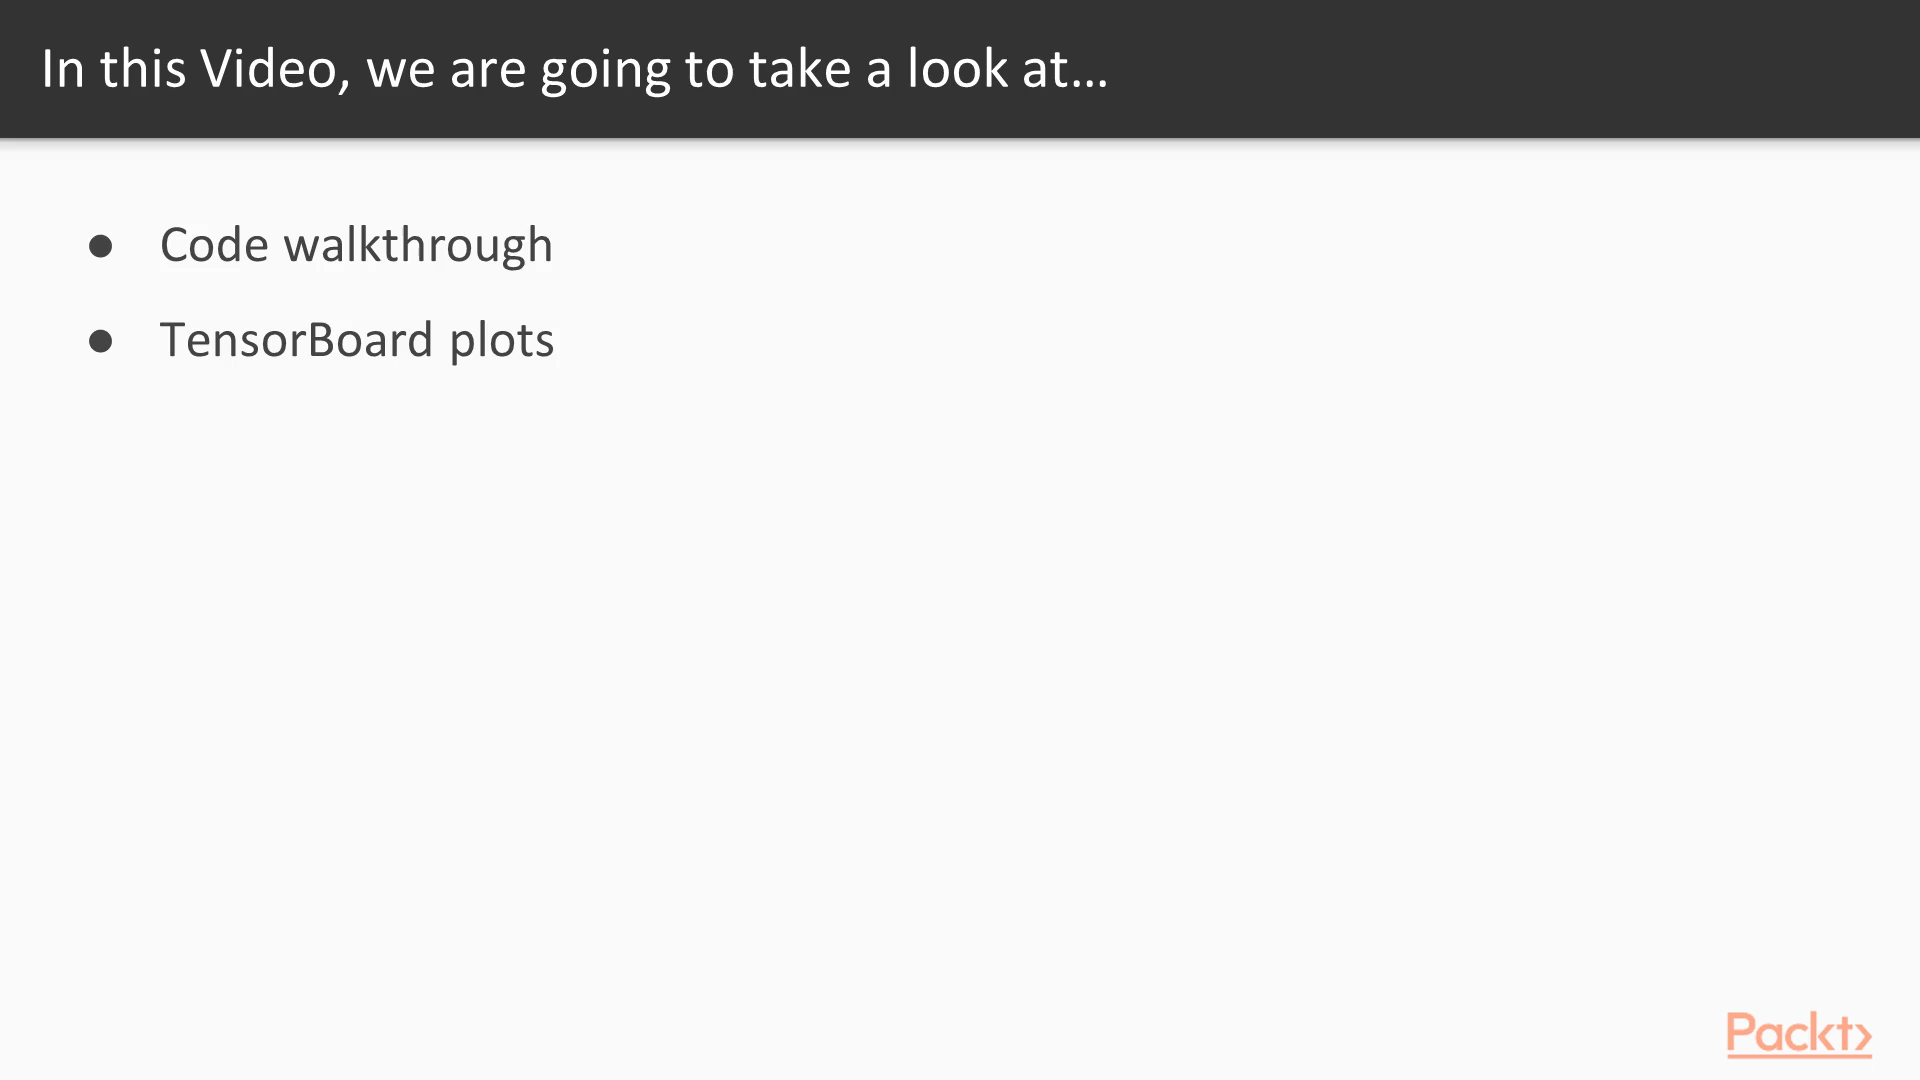 In this Video, we are going to take a look at...
● Code walkthrough
● TensorBoard plots
Packt>